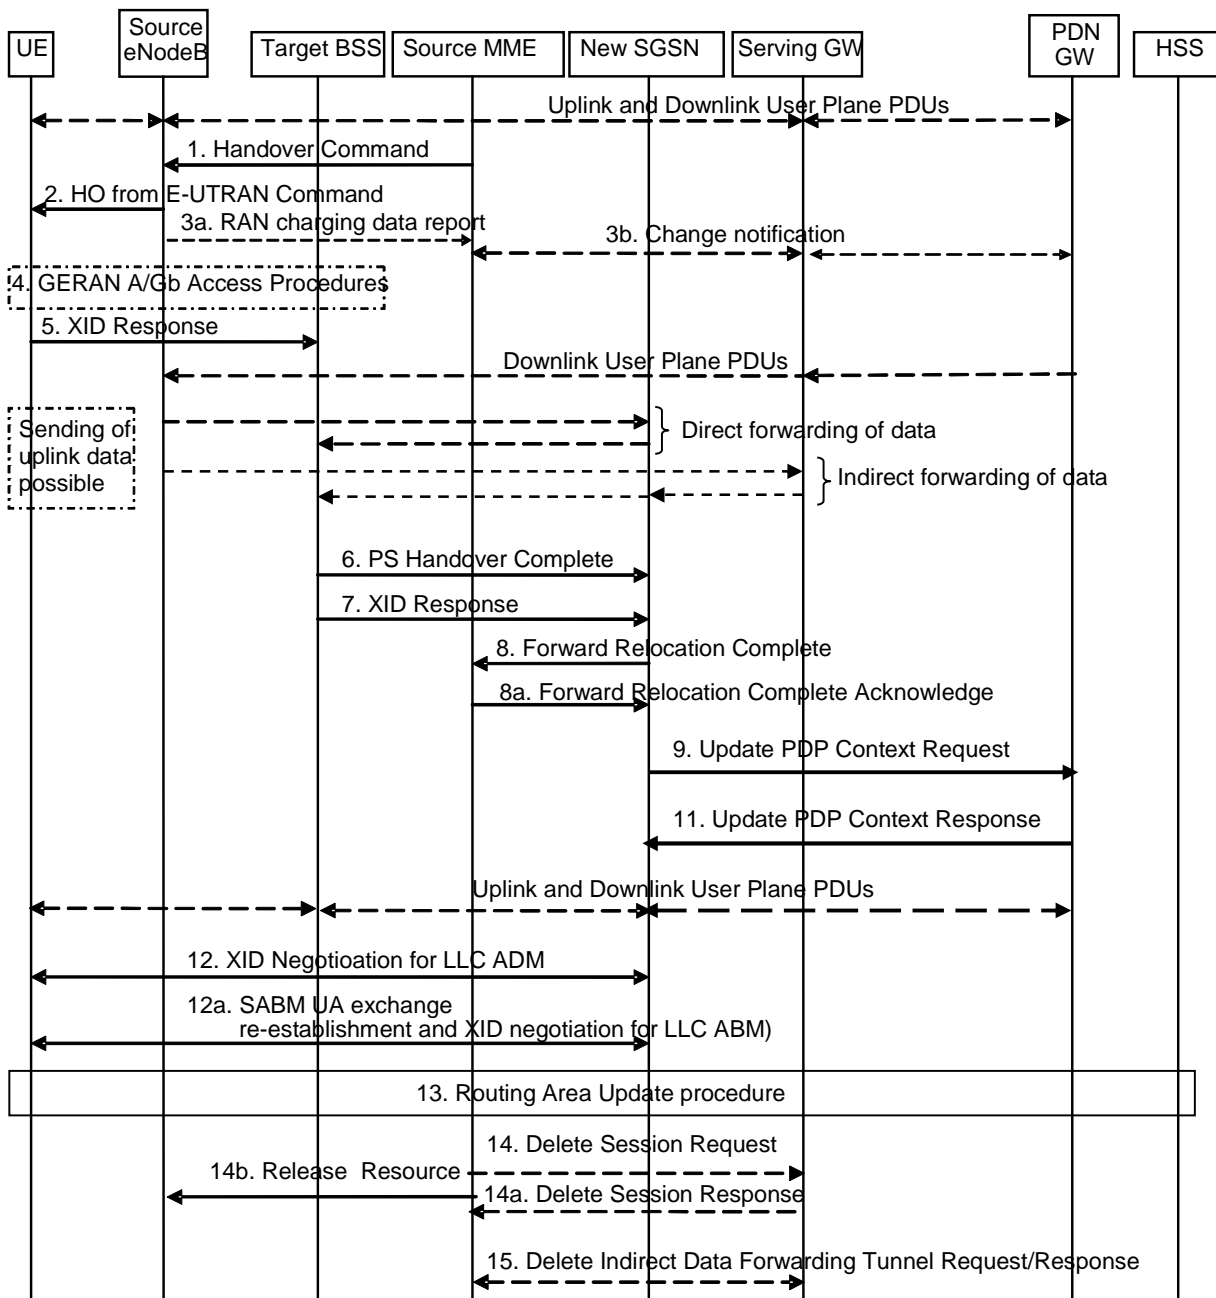 UE
Source
eNodeB
Target BSS
Source MME
New SGSN
Serving GW
PDN
GW
HSS
Uplink and Downlink User Plane PDUs
1. Handover Command
2. HO from E-UTRAN Command
3a. RAN charging data report
3b. Change notification
4. GERAN A/Gb Access Procedures
5. XID Response
Downlink User Plane PDUs
Sending of
uplink data
possible
Direct forwarding of data
Indirect forwarding of data
6. PS Handover Complete
7. XID Response
8. Forward Relocation Complete
8a. Forward Relocation Complete Acknowledge
9. Update PDP Context Request
11. Update PDP Context Response
Uplink and Downlink User Plane PDUs
12. XID Negotioation for LLC ADM
12a. SABM UA exchange
re-establishment and XID negotiation for LLC ABM)
13. Routing Area Update procedure
14. Delete Session Request
14b. Release Resource
14a. Delete Session Response
15. Delete Indirect Data Forwarding Tunnel Request/Response